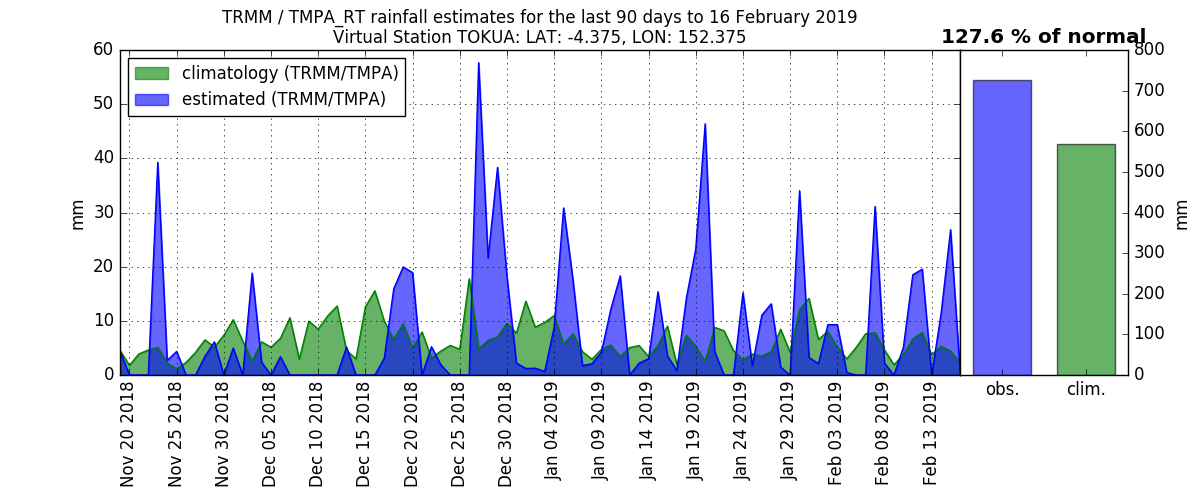 TRMM / TMPA_RT rainfall estimates for the last 90 days to 16 February 2019
Virtual Station TOKUA: LAT: -4.375, LON: 152.375
127.6 % of normal
climatology (TRMM/TMPA)
estimated (TRMM/TMPA)
60
50
40
30
20
10
0
mm
800
700
600
500
400
300
200
100
0
mm
Nov 20 2018
Nov 25 2018
Nov 30 2018
Dec 05 2018
Dec 10 2018
Dec 15 2018
Dec 20 2018
Dec 25 2018
Dec 30 2018
Jan 04 2019
Jan 09 2019
Jan 14 2019
Jan 19 2019
Jan 24 2019
Jan 29 2019
Feb 03 2019
Feb 08 2019
Feb 13 2019
obs.
clim.